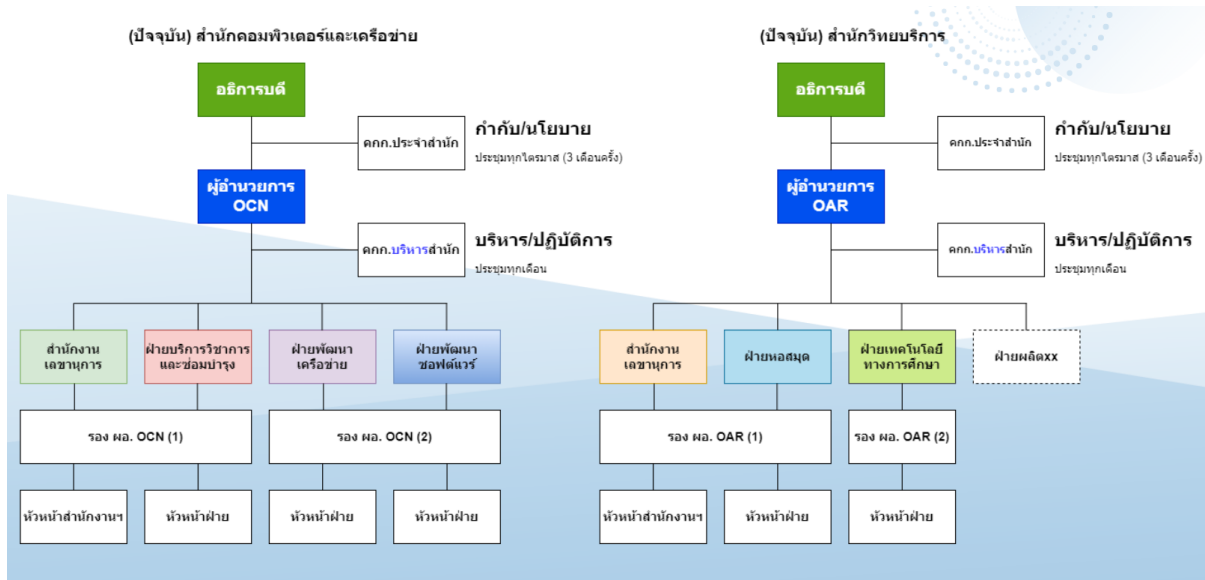 (ปัจจุบัน) สำนักคอมพิวเตอร์และเครือข่าย
อธิการบดี
คกก.ประจำสำนัก
กำกับ/นโยบาย
ประชุมทุกไตรมาส (3 เดือนครั้ง)
ผู้อำนวยการ
OCN
คกก.บริหารสำนัก
บริหาร/ปฏิบัติการ
ประชุมทุกเดือน
สำนักงาน
เลขานุการ
ฝ่ายบริการวิชาการ
และซ่อมบำรุง
ฝ่ายพัฒนา
เครือข่าย
ฝ่ายพัฒนา
ซอฟต์แวร์
รอง ผอ. OCN (1)
รอง ผอ. OCN (2)
หัวหน้าสำนักงานฯ
หัวหน้าฝ่าย
หัวหน้าฝ่าย
หัวหน้าฝ่าย
(ปัจจุบัน) สำนักวิทยบริการ
อธิการบดี
คกก.ประจำสำนัก
กำกับ/นโยบาย
ประชุมทุกไตรมาส (3 เดือนครั้ง)
ผู้อำนวยการ
OAR
คกก.บริหารสำนัก
บริหาร/ปฏิบัติการ
ประชุมทุกเดือน
สำนักงาน
เลขานุการ
ฝ่ายหอสมุด
ฝ่ายเทคโนโลยี
ทางการศึกษา
ฝ่ายผลิตxx
รอง ผอ. OAR (1)
รอง ผอ. OAR (2)
หัวหน้าสำนักงานฯ
หัวหน้าฝ่าย
หัวหน้าฝ่าย